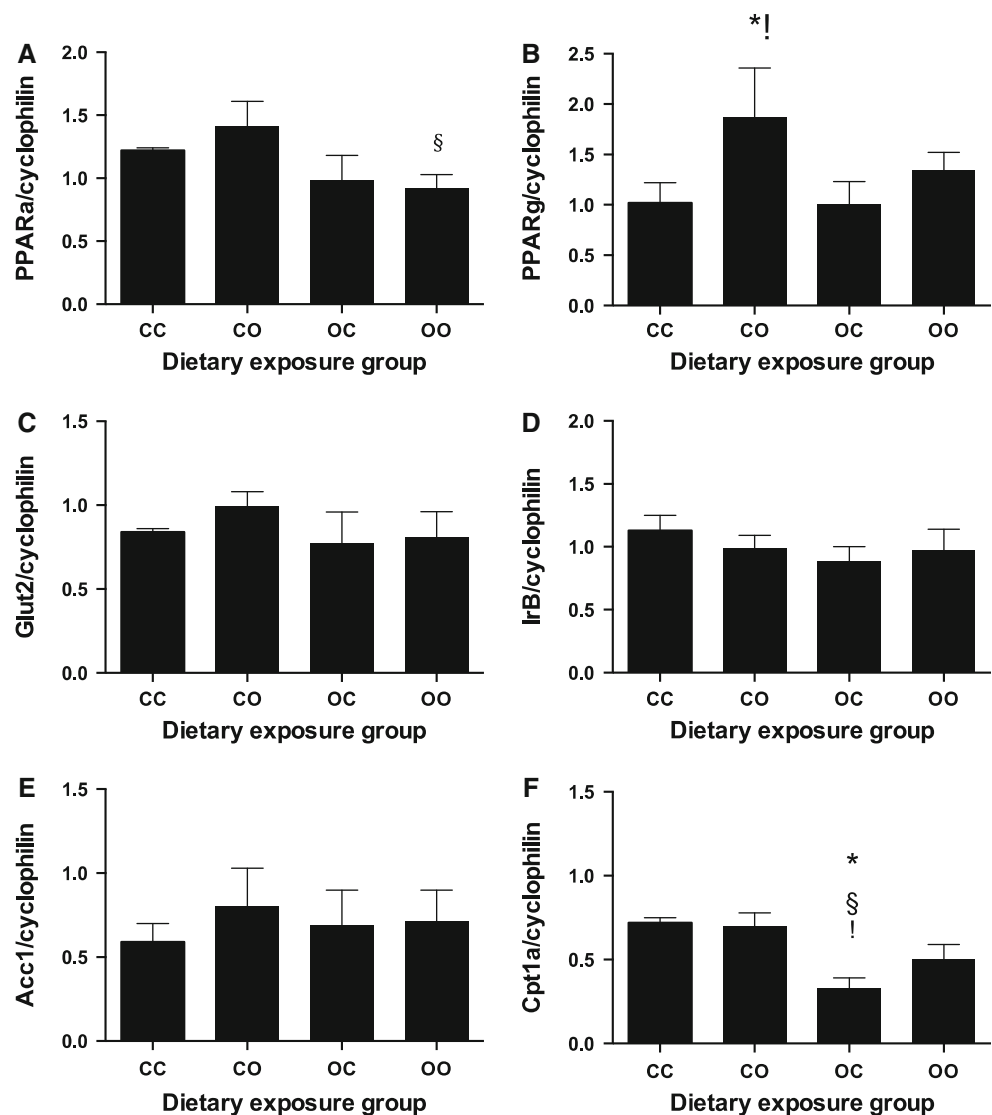 A
PPARa/cyclophilin
2.0
1.5
1.0
0.5
0.0
§
CC CO OC OO
Dietary exposure group
B
PPARg/cyclophilin
*!
2.5
2.0
1.5
1.0
0.5
0.0
CC CO OC OO
Dietary exposure group
C
Glut2/cyclophilin
1.5
1.0
0.5
0.0
CC CO OC OO
Dietary exposure group
D
IrB/cyclophilin
2.0
1.5
1.0
0.5
0.0
CC CO OC OO
Dietary exposure group
E
Acc1/cyclophilin
1.5
1.0
0.5
0.0
CC CO OC OO
Dietary exposure group
F
Cpt1a/cyclophilin
1.5
1.0
0.5
0.0
*
§
!
CC CO OC OO
Dietary exposure group